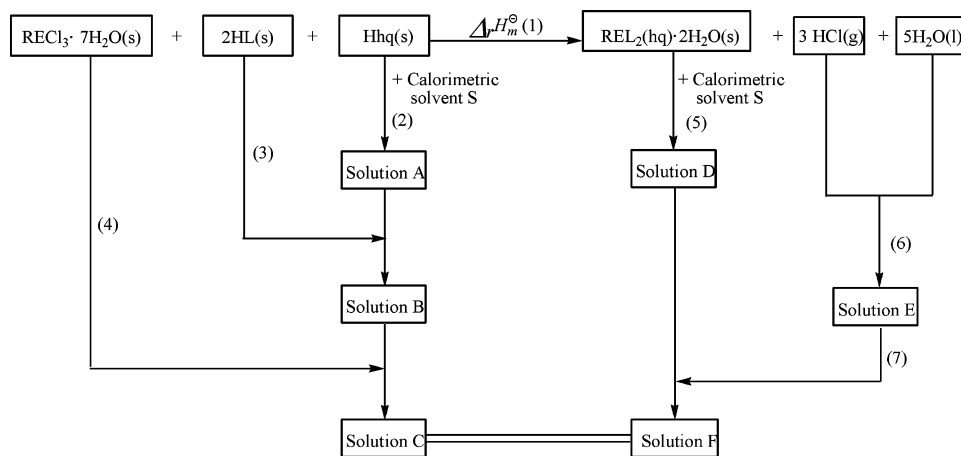 RECl₃· 7H₂O(s) + 2HL(s) + Hhq(s) ΔᵣHₘ^⊖(1) REL₂(hq)·2H₂O(s) + 3 HCl(g) + 5H₂O(l)
+ Calorimetric
solvent S
+ Calorimetric
solvent S
(2)
(5)
(3)
Solution A
Solution D
(4)
(6)
Solution B
Solution E
(7)
Solution C
Solution F